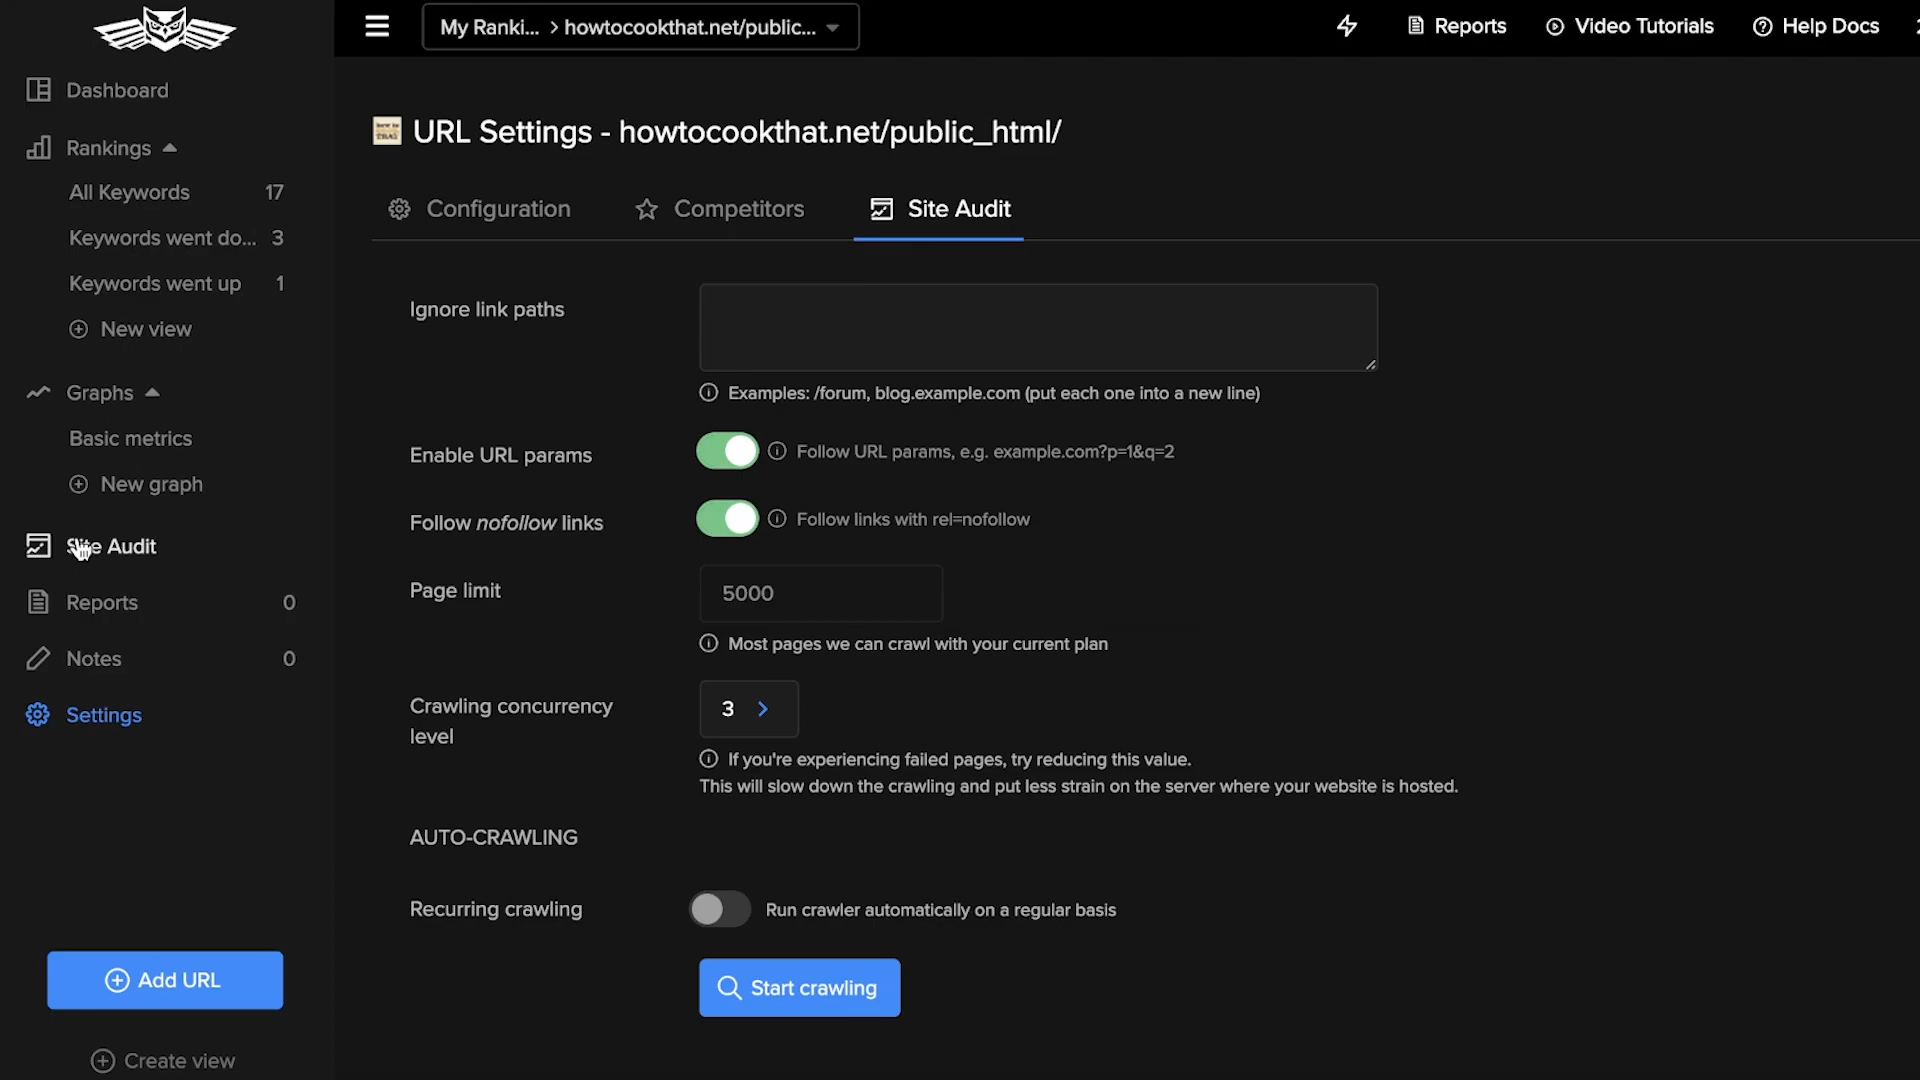 My Ranki... > howtocookthat.net/public...
Reports
Video Tutorials
Help Docs
Dashboard
Rankings
All Keywords 17
Keywords went do... 3
Keywords went up 1
New view
Graphs
Basic metrics
New graph
Site Audit
Reports 0
Notes 0
Settings
Add URL
Create view
URL Settings - howtocookthat.net/public_html/
Configuration
Competitors
Site Audit
Ignore link paths
Examples: /forum, blog.example.com (put each one into a new line)
Enable URL params
Follow URL params, e.g. example.com?p=1&q=2
Follow nofollow links
Follow links with rel=nofollow
Page limit
5000
Most pages we can crawl with your current plan
Crawling concurrency
level
3
If you're experiencing failed pages, try reducing this value.
This will slow down the crawling and put less strain on the server where your website is hosted.
AUTO-CRAWLING
Recurring crawling
Run crawler automatically on a regular basis
Start crawling